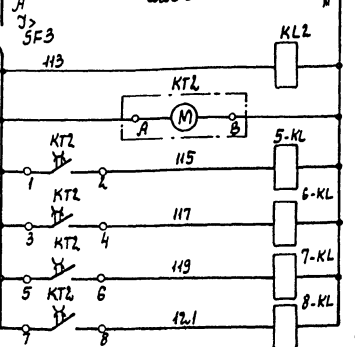 A
I>
SF3
113
KL2
KT2
A M B
KT2
115
5-KL
1 2
KT2
117
6-KL
3 4
KT2
119
7-KL
5 6
KT2
121
8-KL
7 8